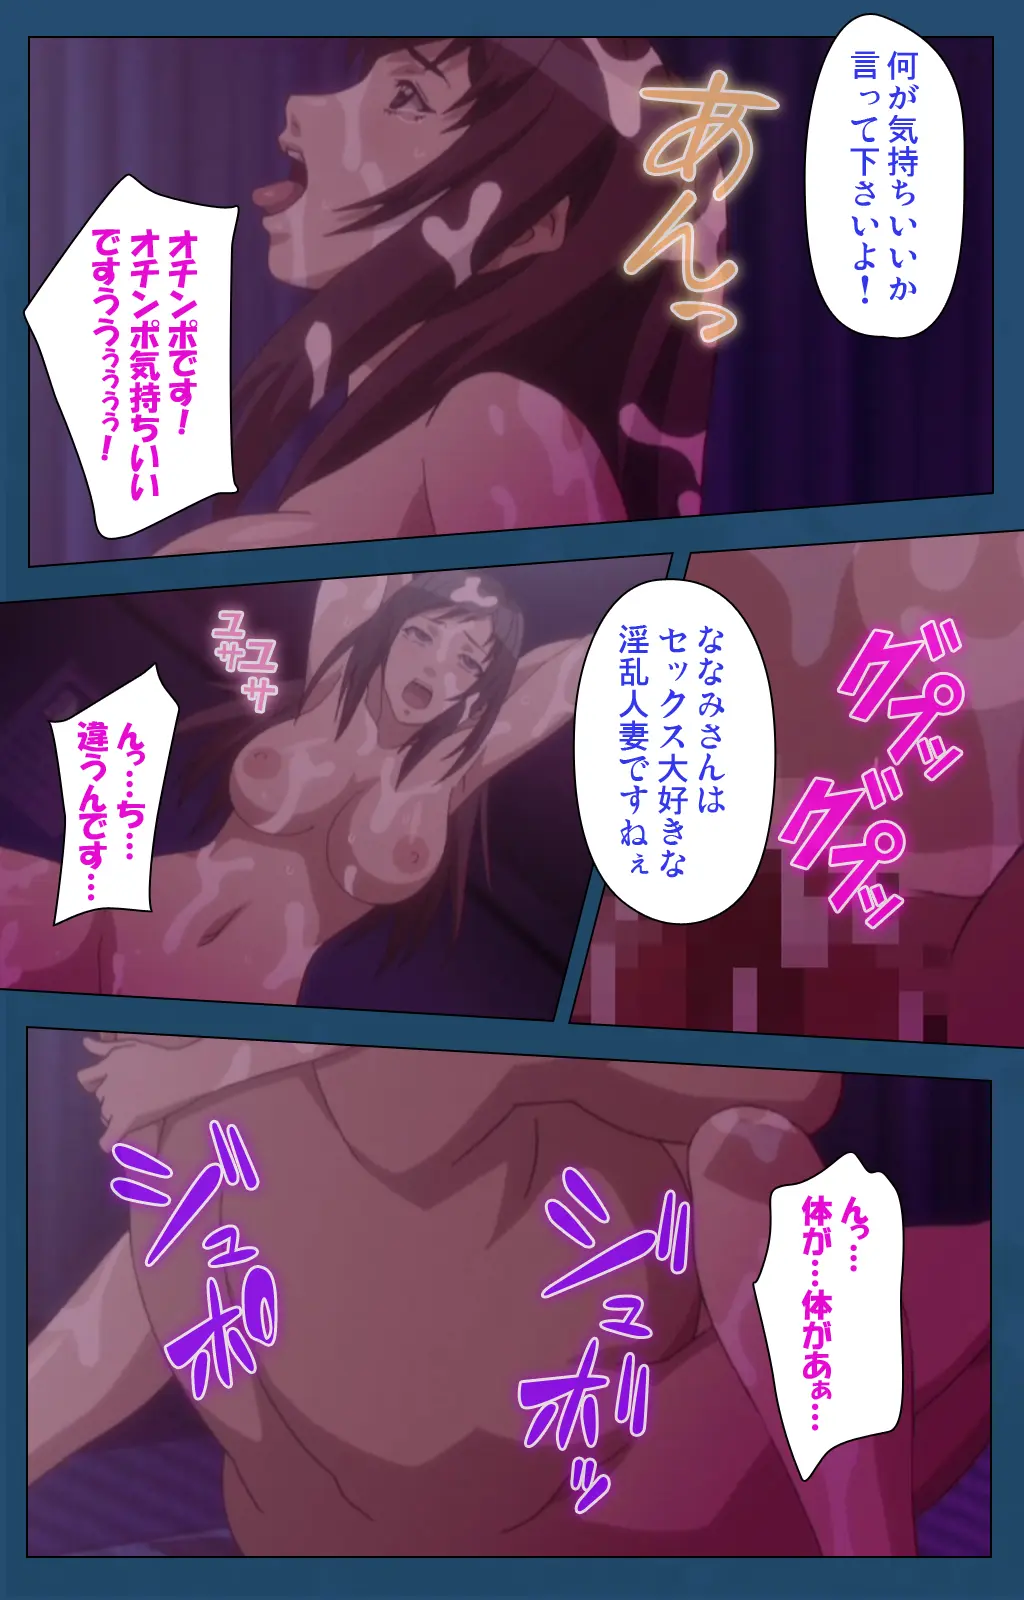 何が気持ちいいか
言って下さいよ！
あんっ
オチンポです！
オチンポ気持ちいい
ですううぅぅぅぅ！
グプッ
グプッ
ななみさんは
セックス大好きな
淫乱人妻ですねぇ
ユサ
ユサ
んっ…ち…
違うんです…
んっ…
体が…体があぁ…
ジュボボッ
ジュポ